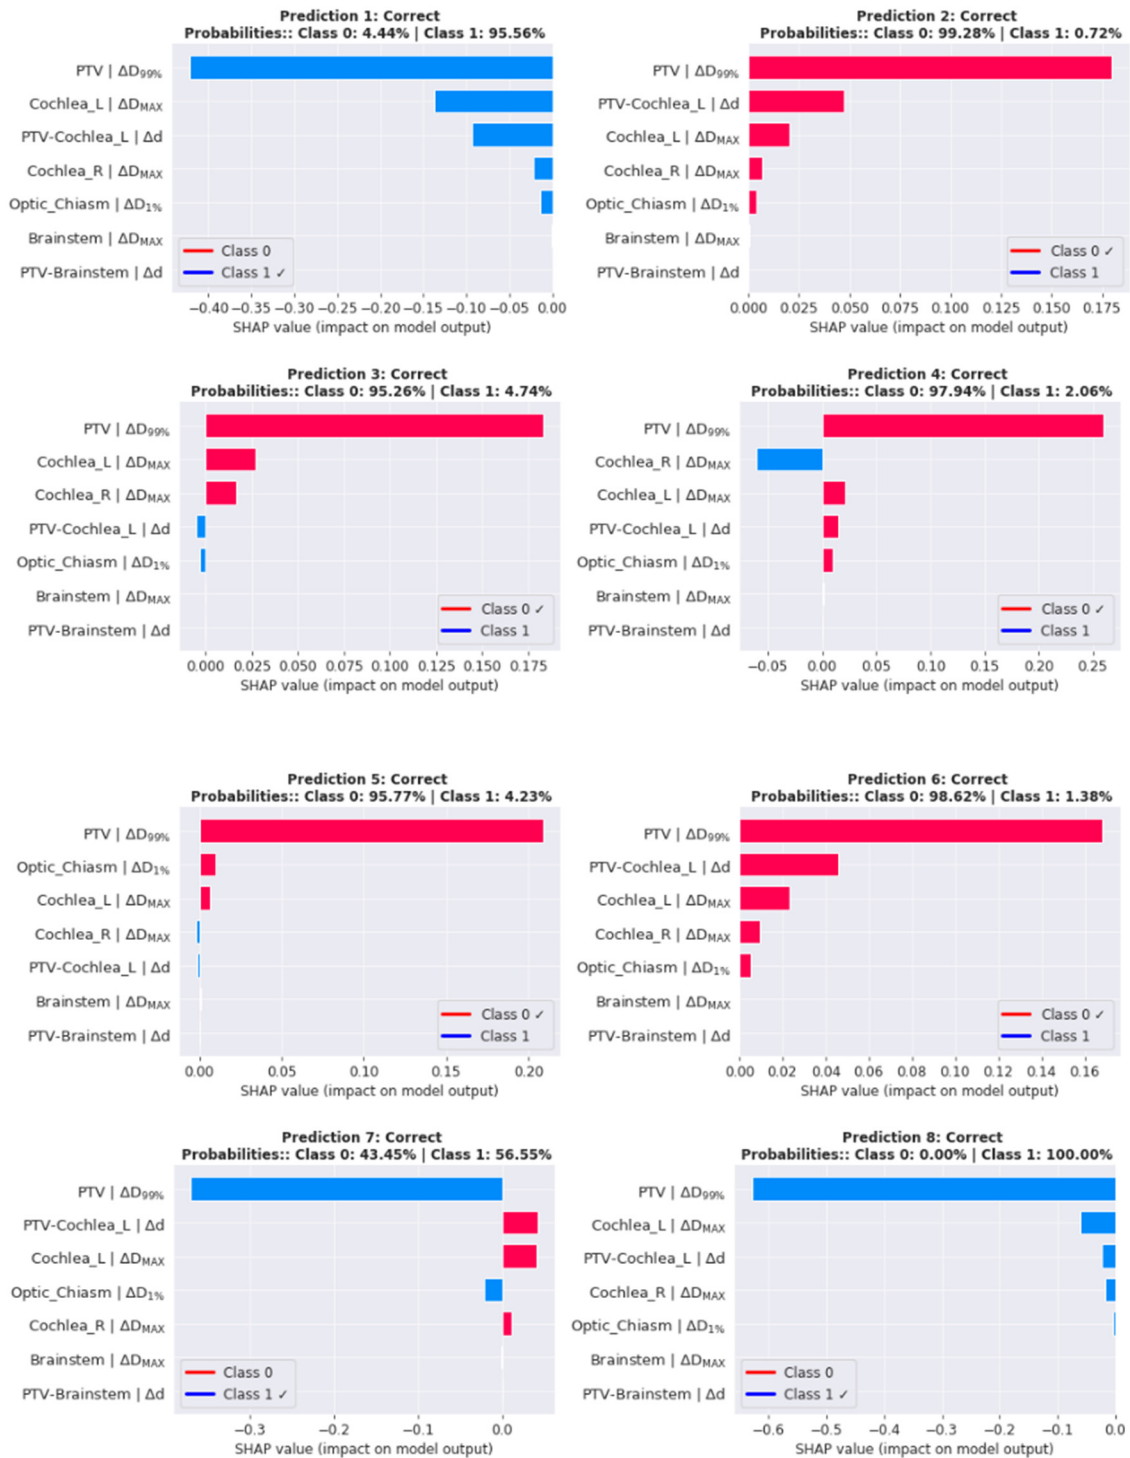 Prediction 1: Correct
Probabilities:: Class 0: 4.44% | Class 1: 95.56%
PTV | ΔD99%
Cochlea_L | ΔDMAX
PTV-Cochlea_L | Δd
Cochlea_R | ΔDMAX
Optic_Chiasm | ΔD1%
Brainstem | ΔDMAX
PTV-Brainstem | Δd
Class 0
Class 1 ✓
−0.40 −0.35 −0.30 −0.25 −0.20 −0.15 −0.10 −0.05 0.00
SHAP value (impact on model output)
Prediction 2: Correct
Probabilities:: Class 0: 99.28% | Class 1: 0.72%
PTV | ΔD99%
PTV-Cochlea_L | Δd
Cochlea_L | ΔDMAX
Cochlea_R | ΔDMAX
Optic_Chiasm | ΔD1%
Brainstem | ΔDMAX
PTV-Brainstem | Δd
Class 0 ✓
Class 1
0.000 0.025 0.050 0.075 0.100 0.125 0.150 0.175
SHAP value (impact on model output)
Prediction 3: Correct
Probabilities:: Class 0: 95.26% | Class 1: 4.74%
PTV | ΔD99%
Cochlea_L | ΔDMAX
Cochlea_R | ΔDMAX
PTV-Cochlea_L | Δd
Optic_Chiasm | ΔD1%
Brainstem | ΔDMAX
PTV-Brainstem | Δd
Class 0 ✓
Class 1
0.000 0.025 0.050 0.075 0.100 0.125 0.150 0.175
SHAP value (impact on model output)
Prediction 4: Correct
Probabilities:: Class 0: 97.94% | Class 1: 2.06%
PTV | ΔD99%
Cochlea_R | ΔDMAX
Cochlea_L | ΔDMAX
PTV-Cochlea_L | Δd
Optic_Chiasm | ΔD1%
Brainstem | ΔDMAX
PTV-Brainstem | Δd
Class 0 ✓
Class 1
−0.05 0.00 0.05 0.10 0.15 0.20 0.25
SHAP value (impact on model output)
Prediction 5: Correct
Probabilities:: Class 0: 95.77% | Class 1: 4.23%
PTV | ΔD99%
Optic_Chiasm | ΔD1%
Cochlea_L | ΔDMAX
Cochlea_R | ΔDMAX
PTV-Cochlea_L | Δd
Brainstem | ΔDMAX
PTV-Brainstem | Δd
Class 0 ✓
Class 1
0.00 0.05 0.10 0.15 0.20
SHAP value (impact on model output)
Prediction 6: Correct
Probabilities:: Class 0: 98.62% | Class 1: 1.38%
PTV | ΔD99%
PTV-Cochlea_L | Δd
Cochlea_L | ΔDMAX
Cochlea_R | ΔDMAX
Optic_Chiasm | ΔD1%
Brainstem | ΔDMAX
PTV-Brainstem | Δd
Class 0 ✓
Class 1
0.00 0.02 0.04 0.06 0.08 0.10 0.12 0.14 0.16
SHAP value (impact on model output)
Prediction 7: Correct
Probabilities:: Class 0: 43.45% | Class 1: 56.55%
PTV | ΔD99%
PTV-Cochlea_L | Δd
Cochlea_L | ΔDMAX
Optic_Chiasm | ΔD1%
Cochlea_R | ΔDMAX
Brainstem | ΔDMAX
PTV-Brainstem | Δd
Class 0
Class 1 ✓
−0.3 −0.2 −0.1 0.0
SHAP value (impact on model output)
Prediction 8: Correct
Probabilities:: Class 0: 0.00% | Class 1: 100.00%
PTV | ΔD99%
Cochlea_L | ΔDMAX
PTV-Cochlea_L | Δd
Cochlea_R | ΔDMAX
Optic_Chiasm | ΔD1%
Brainstem | ΔDMAX
PTV-Brainstem | Δd
Class 0
Class 1 ✓
−0.6 −0.5 −0.4 −0.3 −0.2 −0.1 0.0
SHAP value (impact on model output)